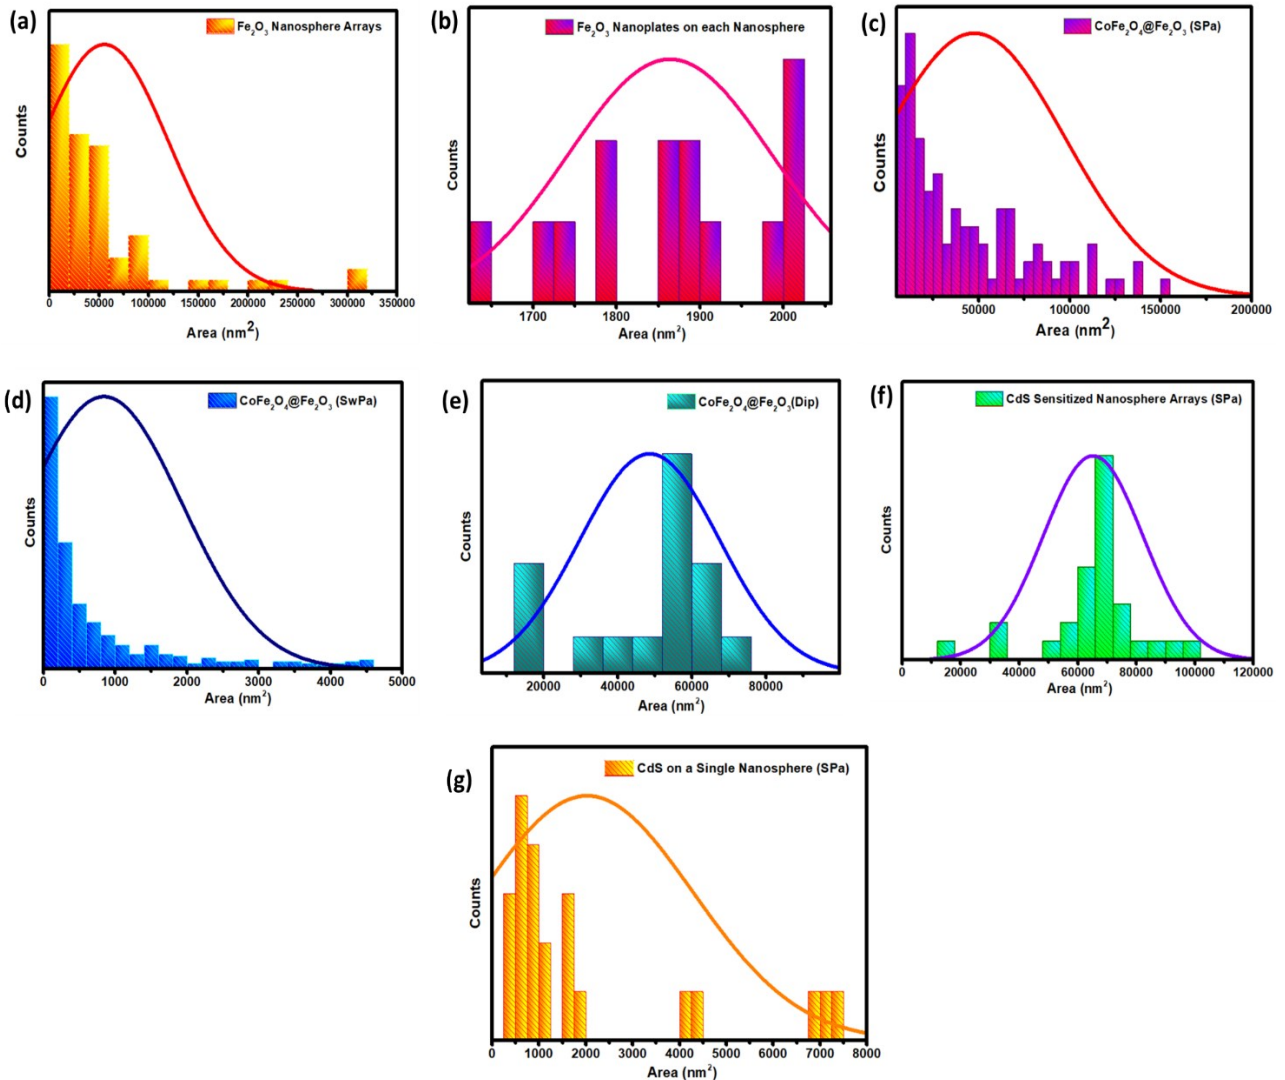 (a)
Fe₂O₃ Nanosphere Arrays
Counts
0 50000 100000 150000 200000 250000 300000 350000
Area (nm²)
(b)
Fe₂O₃ Nanoplates on each Nanosphere
Counts
1700 1800 1900 2000
Area (nm²)
(c)
CoFe₂O₄@Fe₂O₃ (SPa)
Counts
50000 100000 150000 200000
Area (nm²)
(d)
CoFe₂O₄@Fe₂O₃ (SwPa)
Counts
0 1000 2000 3000 4000 5000
Area (nm²)
(e)
CoFe₂O₄@Fe₂O₃(Dip)
Counts
20000 40000 60000 80000
Area (nm²)
(f)
CdS Sensitized Nanosphere Arrays (SPa)
Counts
0 20000 40000 60000 80000 100000 120000
Area (nm²)
(g)
CdS on a Single Nanosphere (SPa)
Counts
0 1000 2000 3000 4000 5000 6000 7000 8000
Area (nm²)